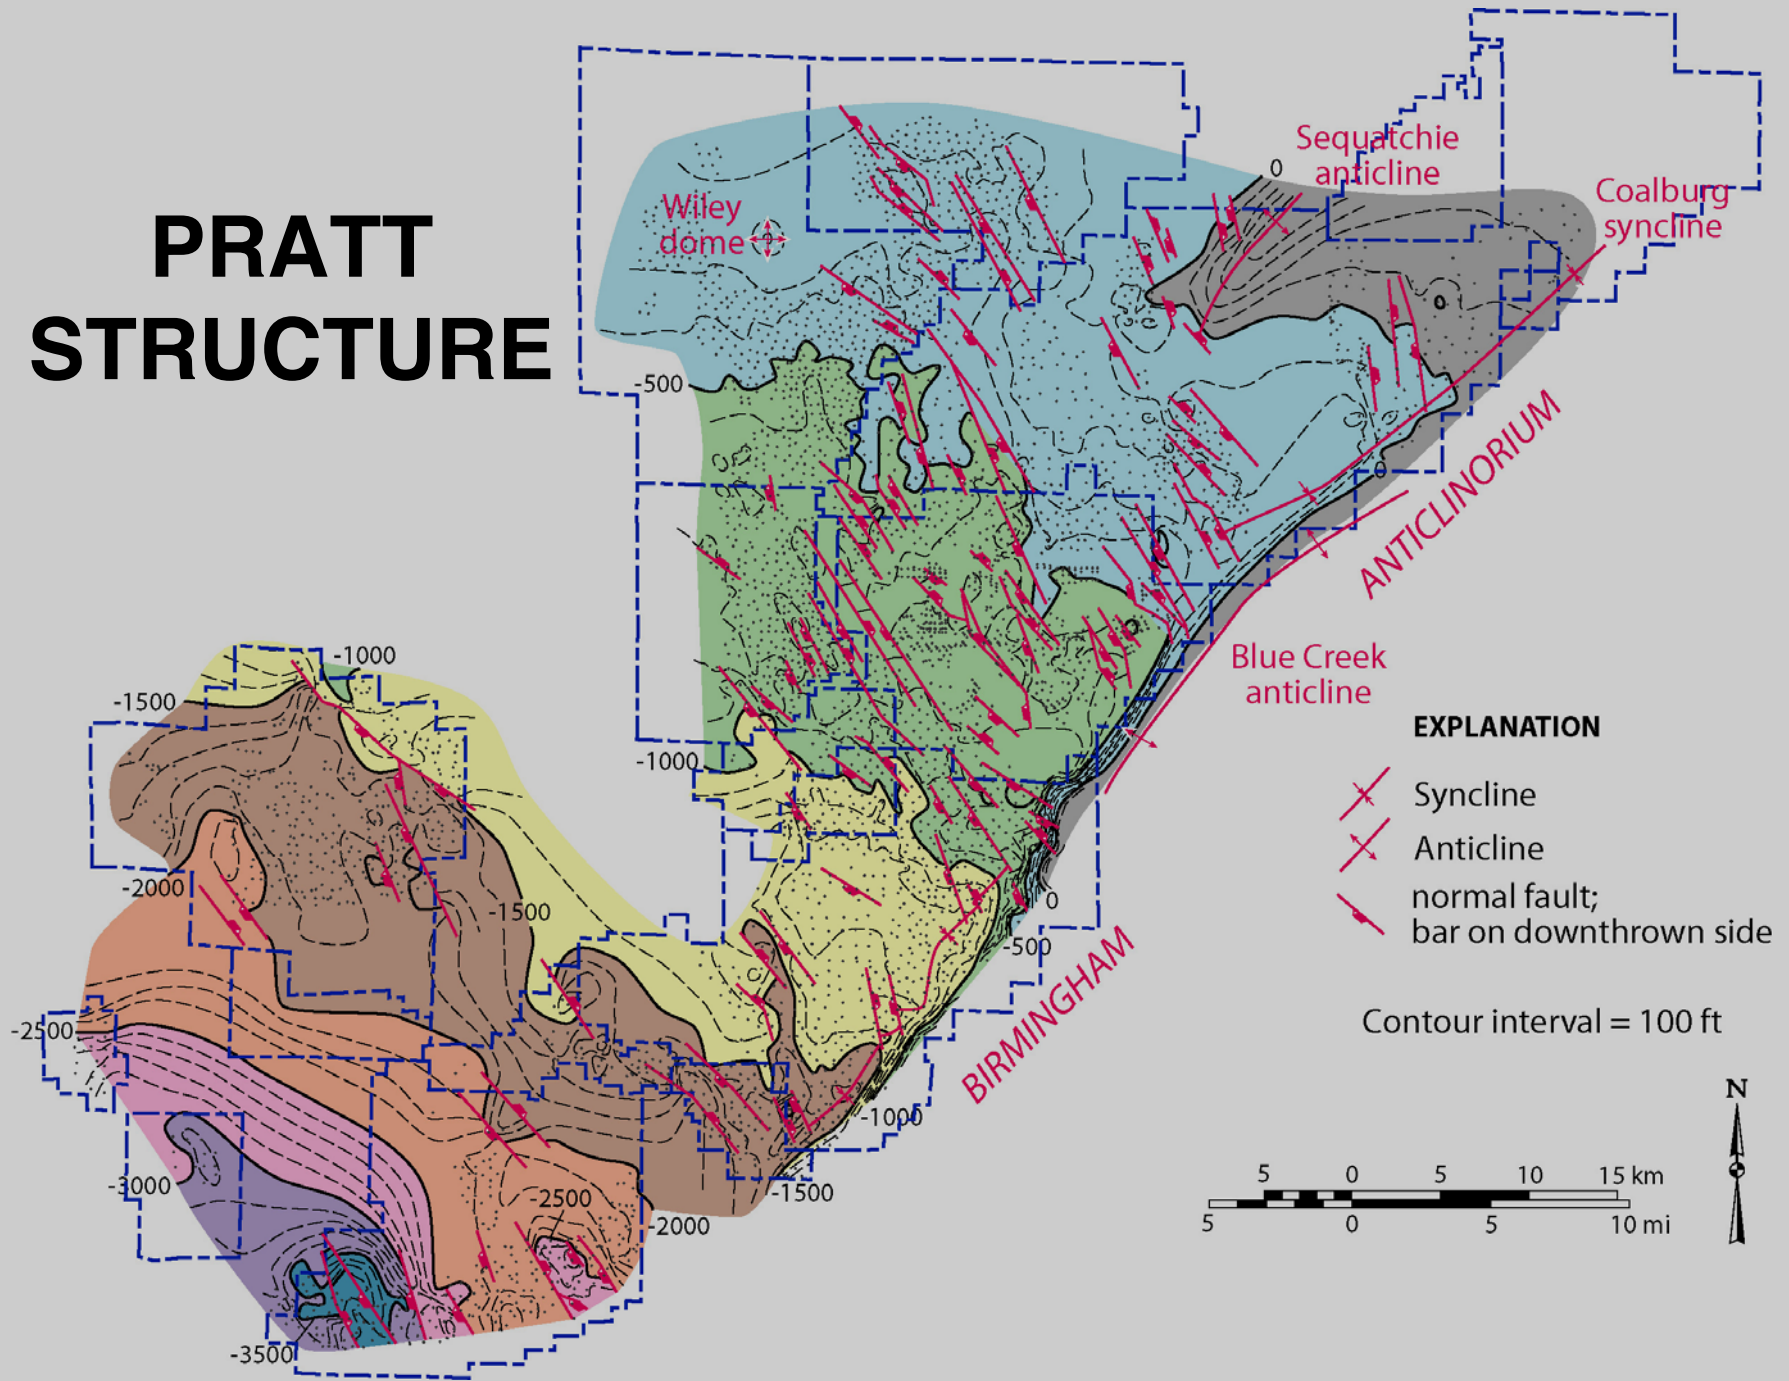 PRATT
STRUCTURE
Sequatchie
anticline
0
Coalburg
syncline
Wiley
dome
0
-500
0
ANTICLINORIUM
-1000
-1500
-1000
Blue Creek
anticline
EXPLANATION
Syncline
Anticline
normal fault;
bar on downthrown side
-2000
-1500
0
-500
BIRMINGHAM
-2500
Contour interval = 100 ft
-1000
N
-3000
-2500
-1500
-2000
5 0 5 10 15 km
5 0 5 10 mi
-3500